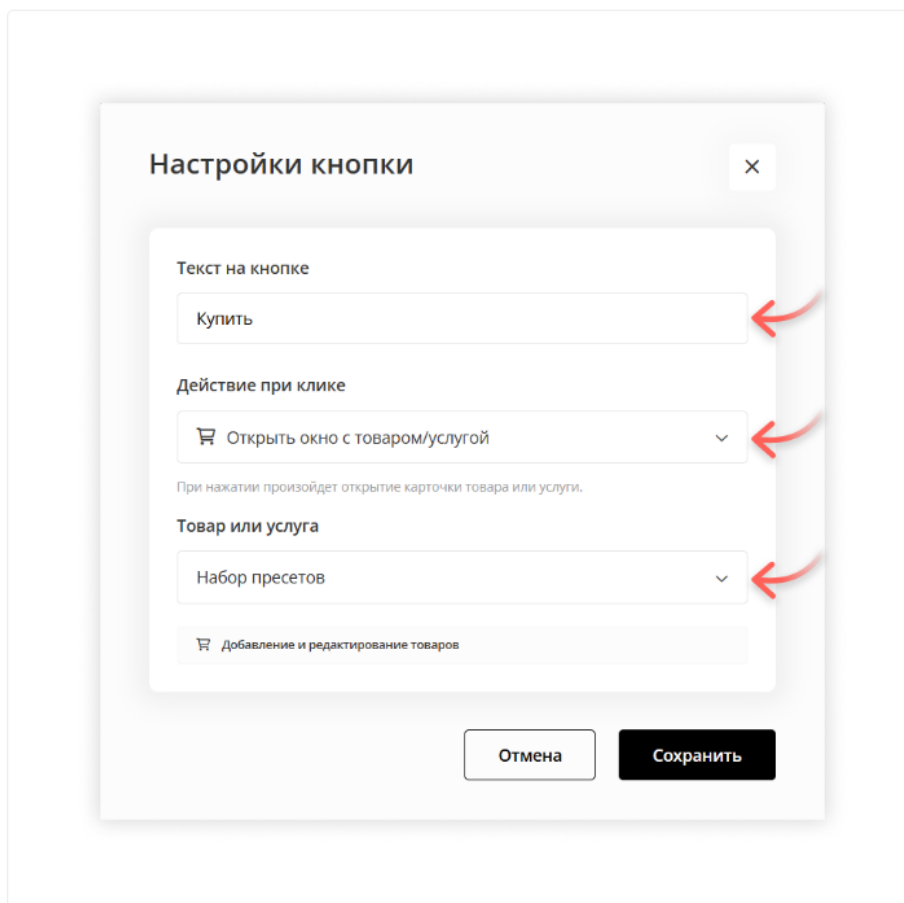 Настройки кнопки
Текст на кнопке
Купить
Действие при клике
Открыть окно с товаром/услугой
При нажатии произойдет открытие карточки товара или услуги.
Товар или услуга
Набор пресетов
Добавление и редактирование товаров
Отмена
Сохранить